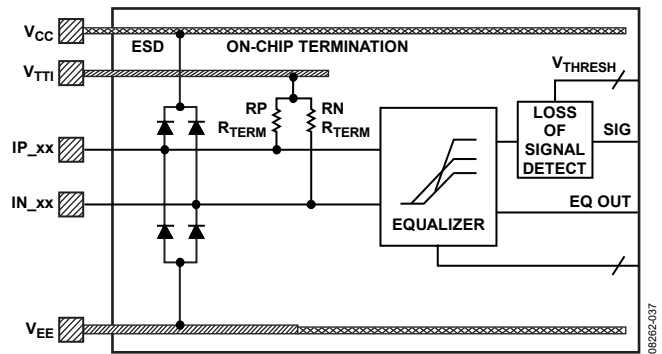 VCC
ESD ON-CHIP TERMINATION
VTTI
VTHRESH
RP RN
RTERM RTERM
LOSS
OF
SIGNAL
DETECT
SIG
IP_xx
IN_xx
EQ OUT
EQUALIZER
VEE
08262-037